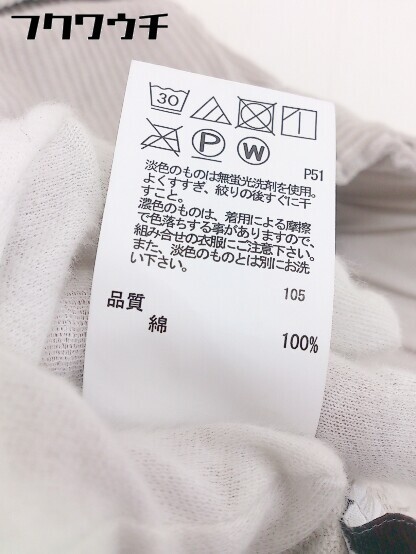 フクワウチ
30
P W
P51
淡色のものは無蛍光洗剤を使用。
よくすすぎ、絞りの後すぐに干
すこと。
濃色のものは、着用による摩擦
で色落ちする事がありますので、
組み合せの衣服にご注意下さい。
また、淡色のものとは別にお洗
い下さい。
105
品質
綿 100%